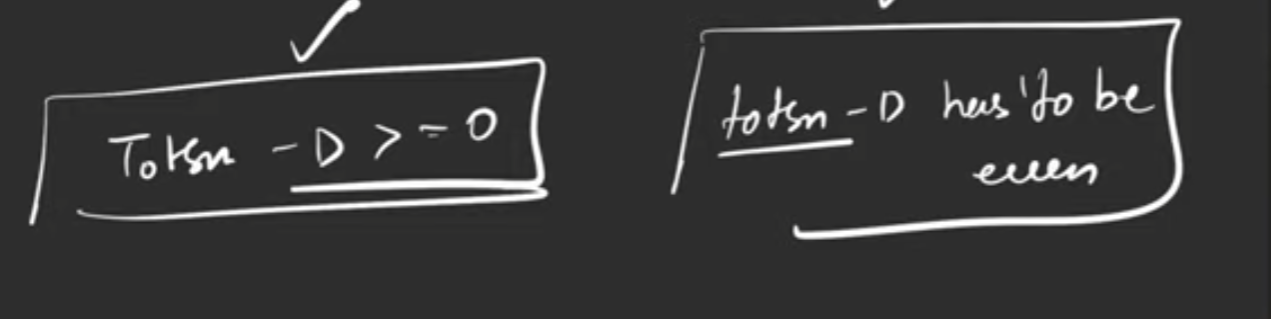 Totsm - D >= 0
totsm - D has to be
even